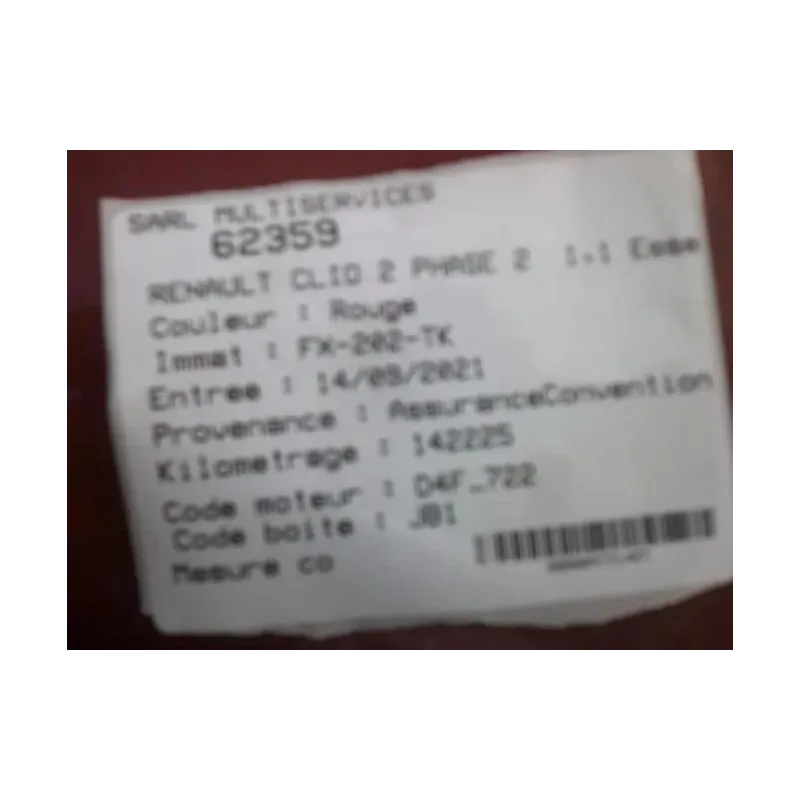 SARL MULTISERVICES
62359
RENAULT CLIO 2 PHASE 2 1.1 Esse
Couleur : Rouge
Immat : FX-202-TK
Entree : 14/09/2021
Provenance : AssuranceConvention
Kilometrage : 142225
Code moteur : D4F_722
Code boite : JB1
Mesure co